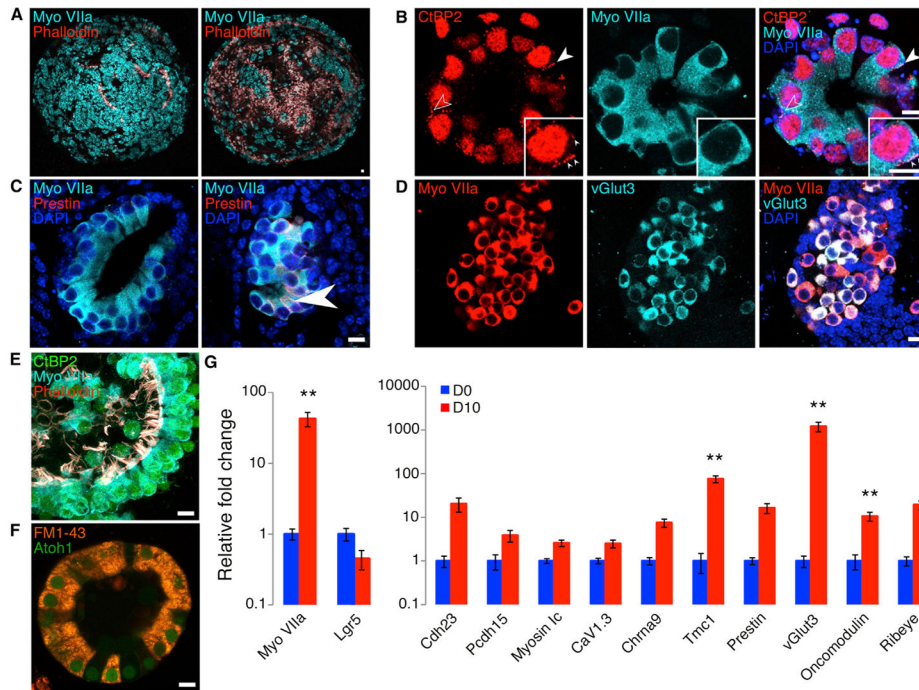 A
Myo VIIa
Phalloidin
Myo VIIa
Phalloidin
B
CtBP2
Myo VIIa
CtBP2
Myo VIIa
DAPI
C
Myo VIIa
Prestin
DAPI
Myo VIIa
Prestin
DAPI
D
Myo VIIa
vGlut3
Myo VIIa
vGlut3
DAPI
E
CtBP2
Myo VIIa
Phalloidin
F
FM1-43
Atoh1
G
Relative fold change
100
10
1
0.1
**
Myo VIIa
Lgr5
10000
1000
100
10
1
0.1
D0
D10
**
**
**
Cdh23
Pcdh15
Myosin Ic
CaV1.3
Chrna9
Tmc1
Prestin
vGlut3
Oncomodulin
Ribeye